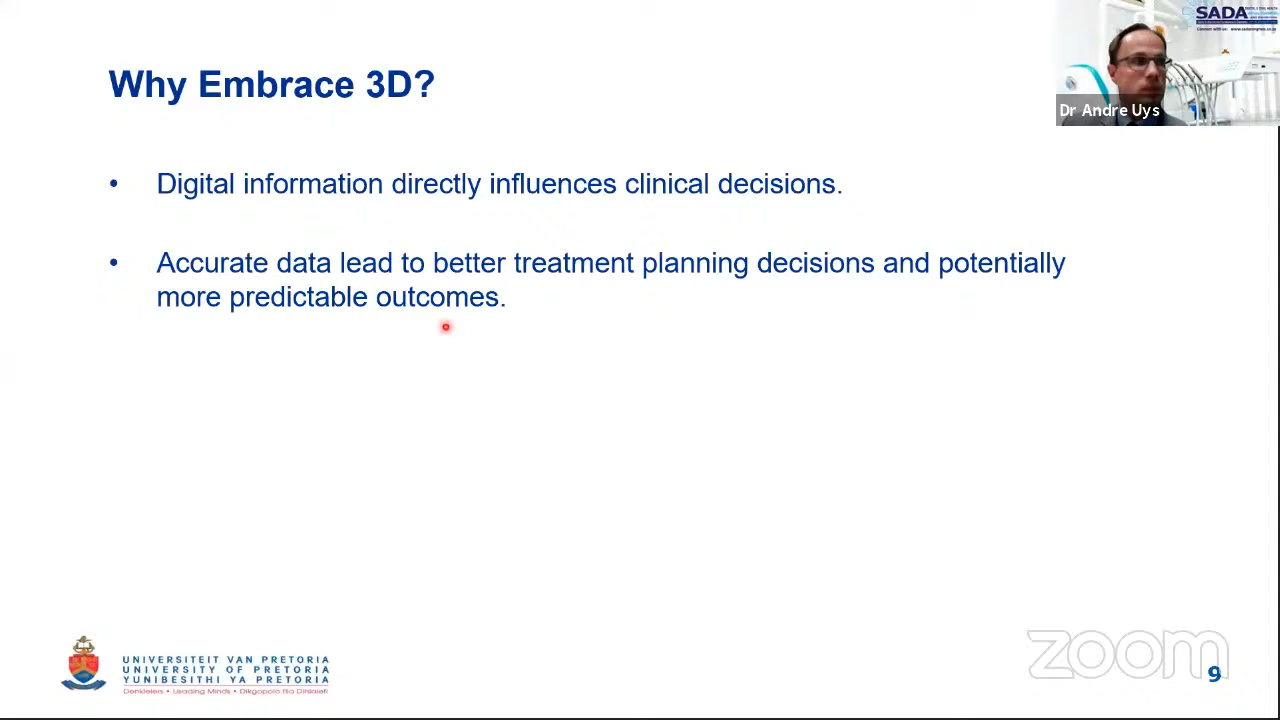 SADA
Dr Andre Uys
Why Embrace 3D?
• Digital information directly influences clinical decisions.
• Accurate data lead to better treatment planning decisions and potentially
more predictable outcomes.
UNIVERSITEIT VAN PRETORIA
UNIVERSITY OF PRETORIA
YUNIBESITHI YA PRETORIA
Denkleiers • Leading Minds • Dikgopolo tša Dihlalefi
zoom
9